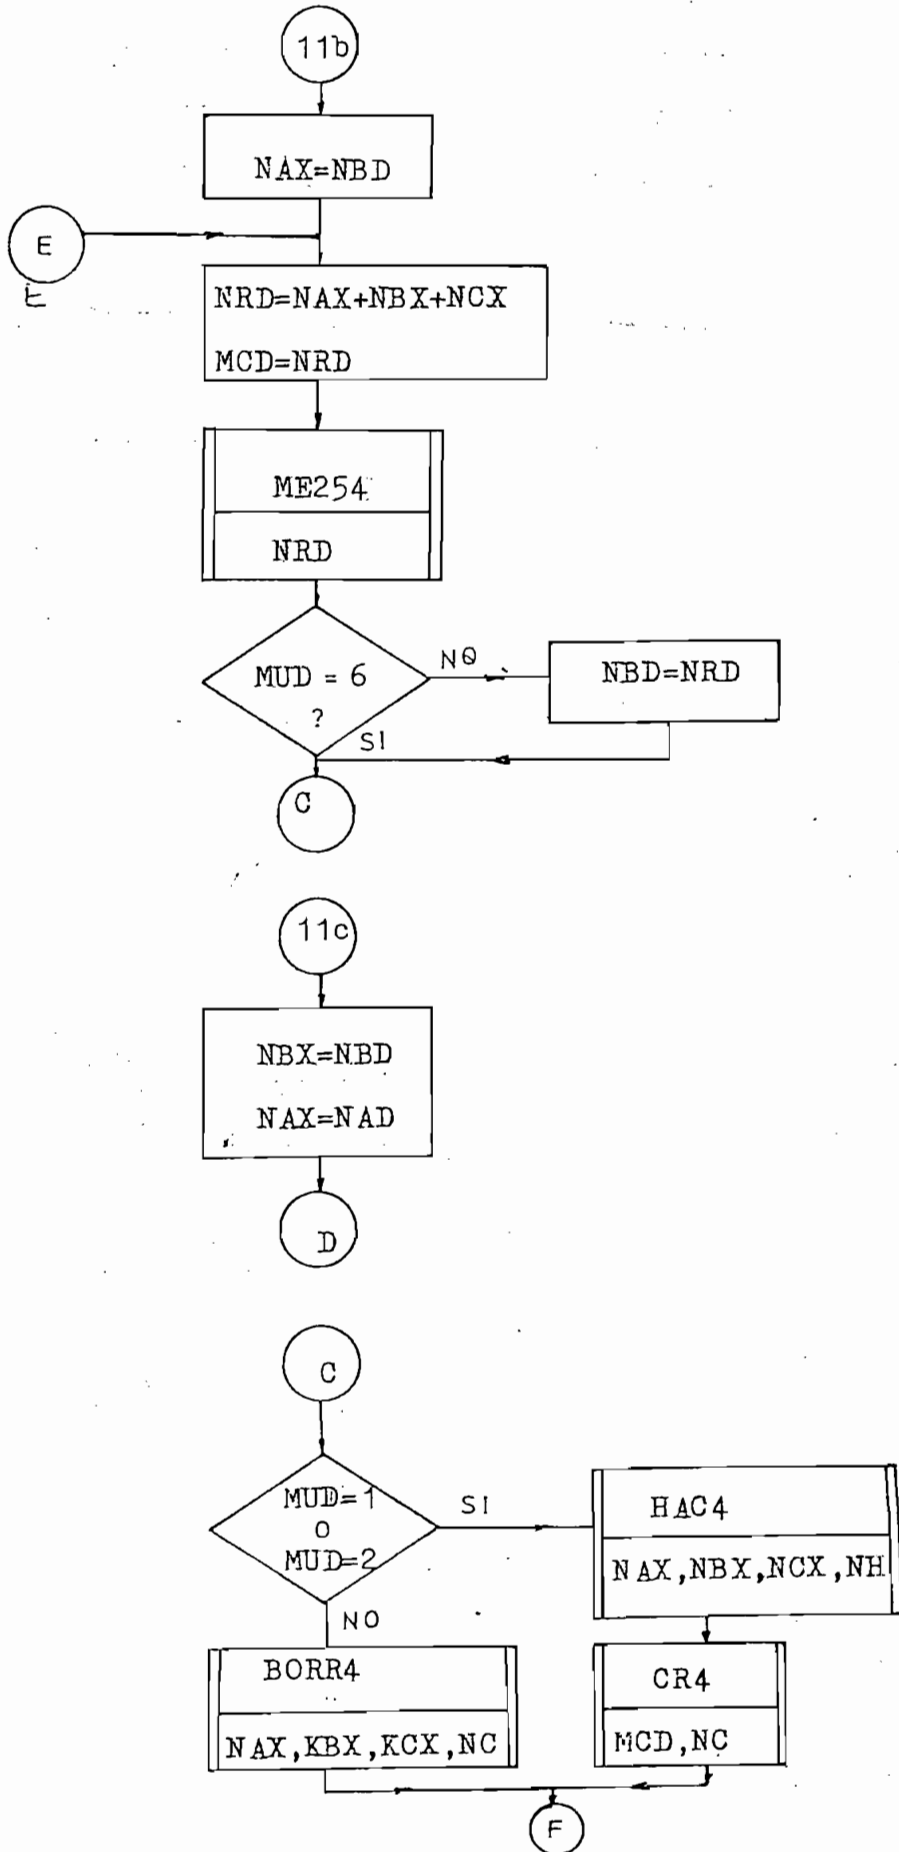 11b
NAX=NBD
E
E
NRD=NAX+NBX+NCX
MCD=NRD
ME254
NRD
MUD = 6
?
NO
SI
NBD=NRD
C
11c
NBX=NBD
NAX=NAD
D
C
MUD=1
O
MUD=2
SI
NO
HAC4
NAX,NBX,NCX,NH
BORR4
NAX,KBX,KCX,NC
CR4
MCD,NC
F